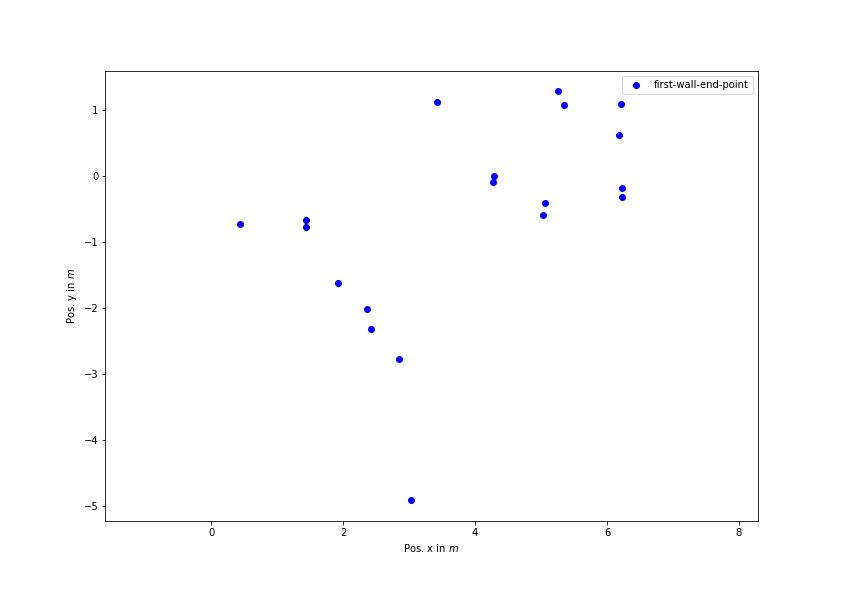 first-wall-end-point
1
0
−1
−2
−3
−4
−5
Pos. y in m
0 2 4 6 8
Pos. x in m